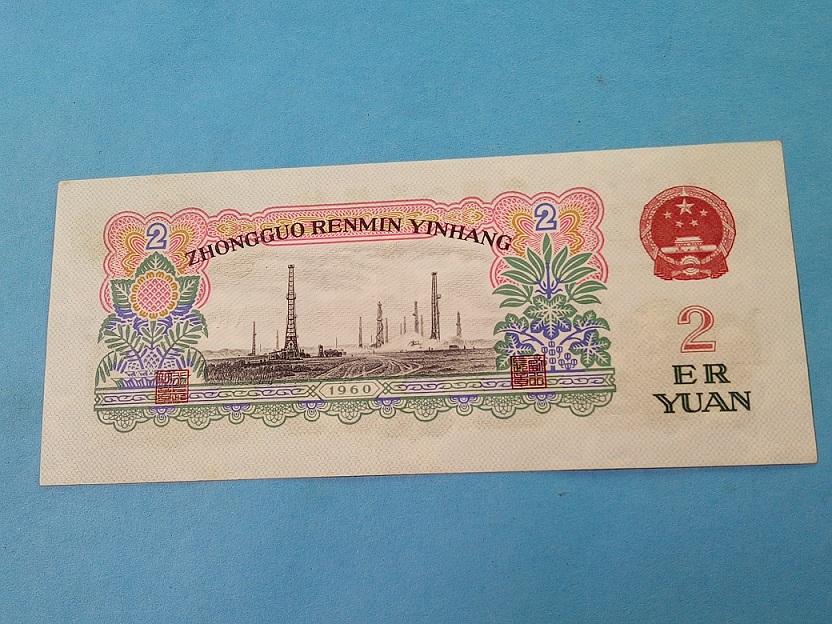 2
2
ZHONGGUO RENMIN YINHANG
1960
2
ER
YUAN